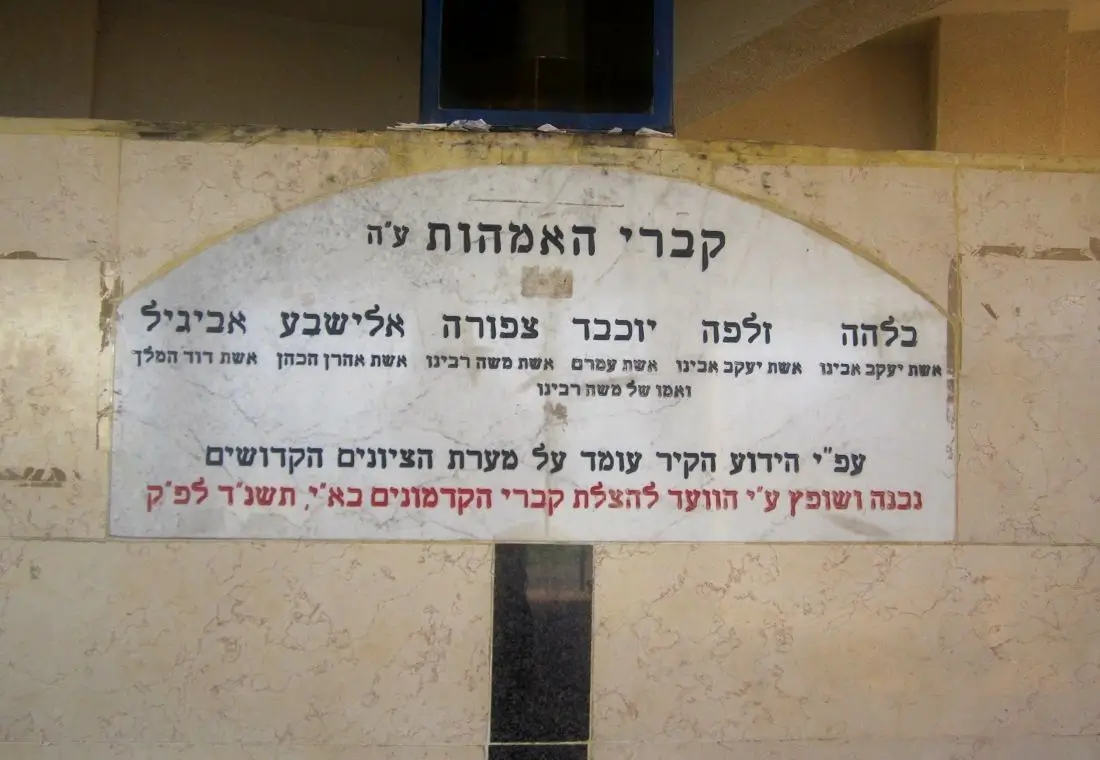 קברי האמהות ע"ה
בלהה זלפה יוכבד צפורה אלישבע אביגיל
אשת יעקב אבינו אשת יעקב אבינו אשת עמרם אשת משה רבינו אשת אהרן הכהן אשת דוד המלך
ואמו של משה רבינו
עפ"י הידוע הקיר עומד על מערת הציונים הקדושים
נבנה ושופץ ע"י הוועד להצלת קברי הקדמונים בא"י, תשנ"ד לפ"ק